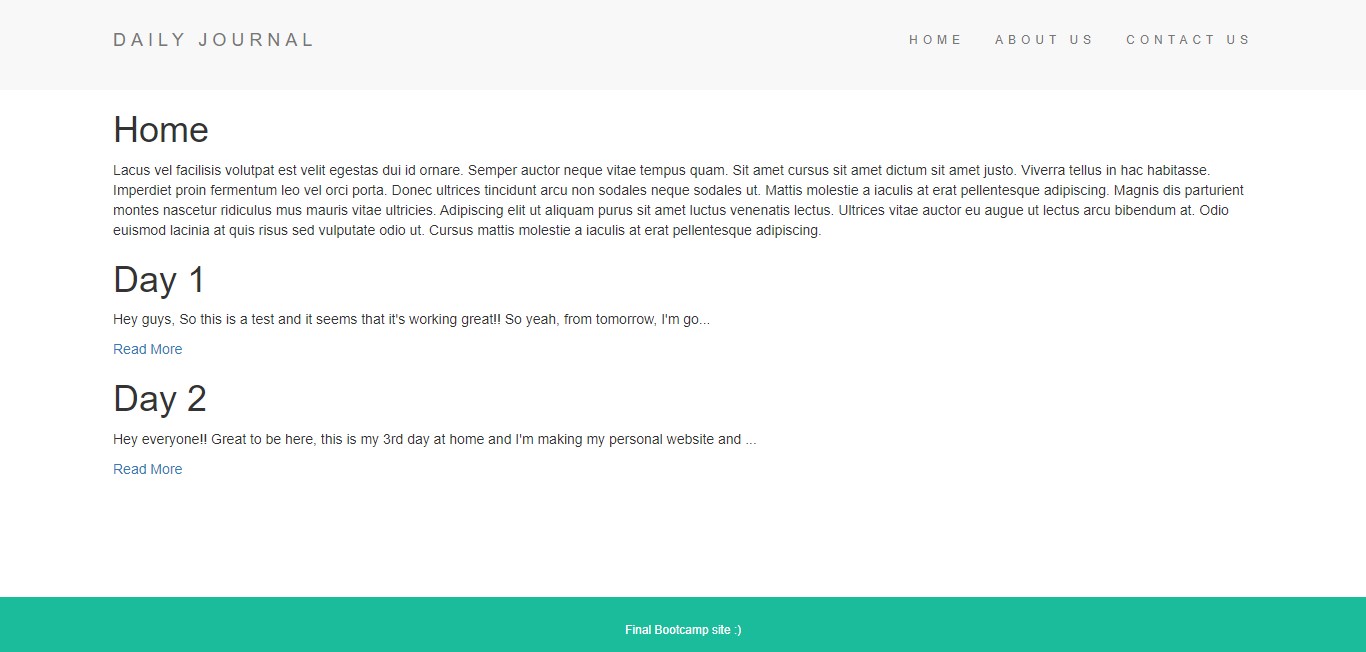 DAILY JOURNAL
HOME ABOUT US CONTACT US
Home
Lacus vel facilisis volutpat est velit egestas dui id ornare. Semper auctor neque vitae tempus quam. Sit amet cursus sit amet dictum sit amet justo. Viverra tellus in hac habitasse.
Imperdiet proin fermentum leo vel orci porta. Donec ultrices tincidunt arcu non sodales neque sodales ut. Mattis molestie a iaculis at erat pellentesque adipiscing. Magnis dis parturient
montes nascetur ridiculus mus mauris vitae ultricies. Adipiscing elit ut aliquam purus sit amet luctus venenatis lectus. Ultrices vitae auctor eu augue ut lectus arcu bibendum at. Odio
euismod lacinia at quis risus sed vulputate odio ut. Cursus mattis molestie a iaculis at erat pellentesque adipiscing.
Day 1
Hey guys, So this is a test and it seems that it's working great!! So yeah, from tomorrow, I'm go...
Read More
Day 2
Hey everyone!! Great to be here, this is my 3rd day at home and I'm making my personal website and ...
Read More
Final Bootcamp site :)